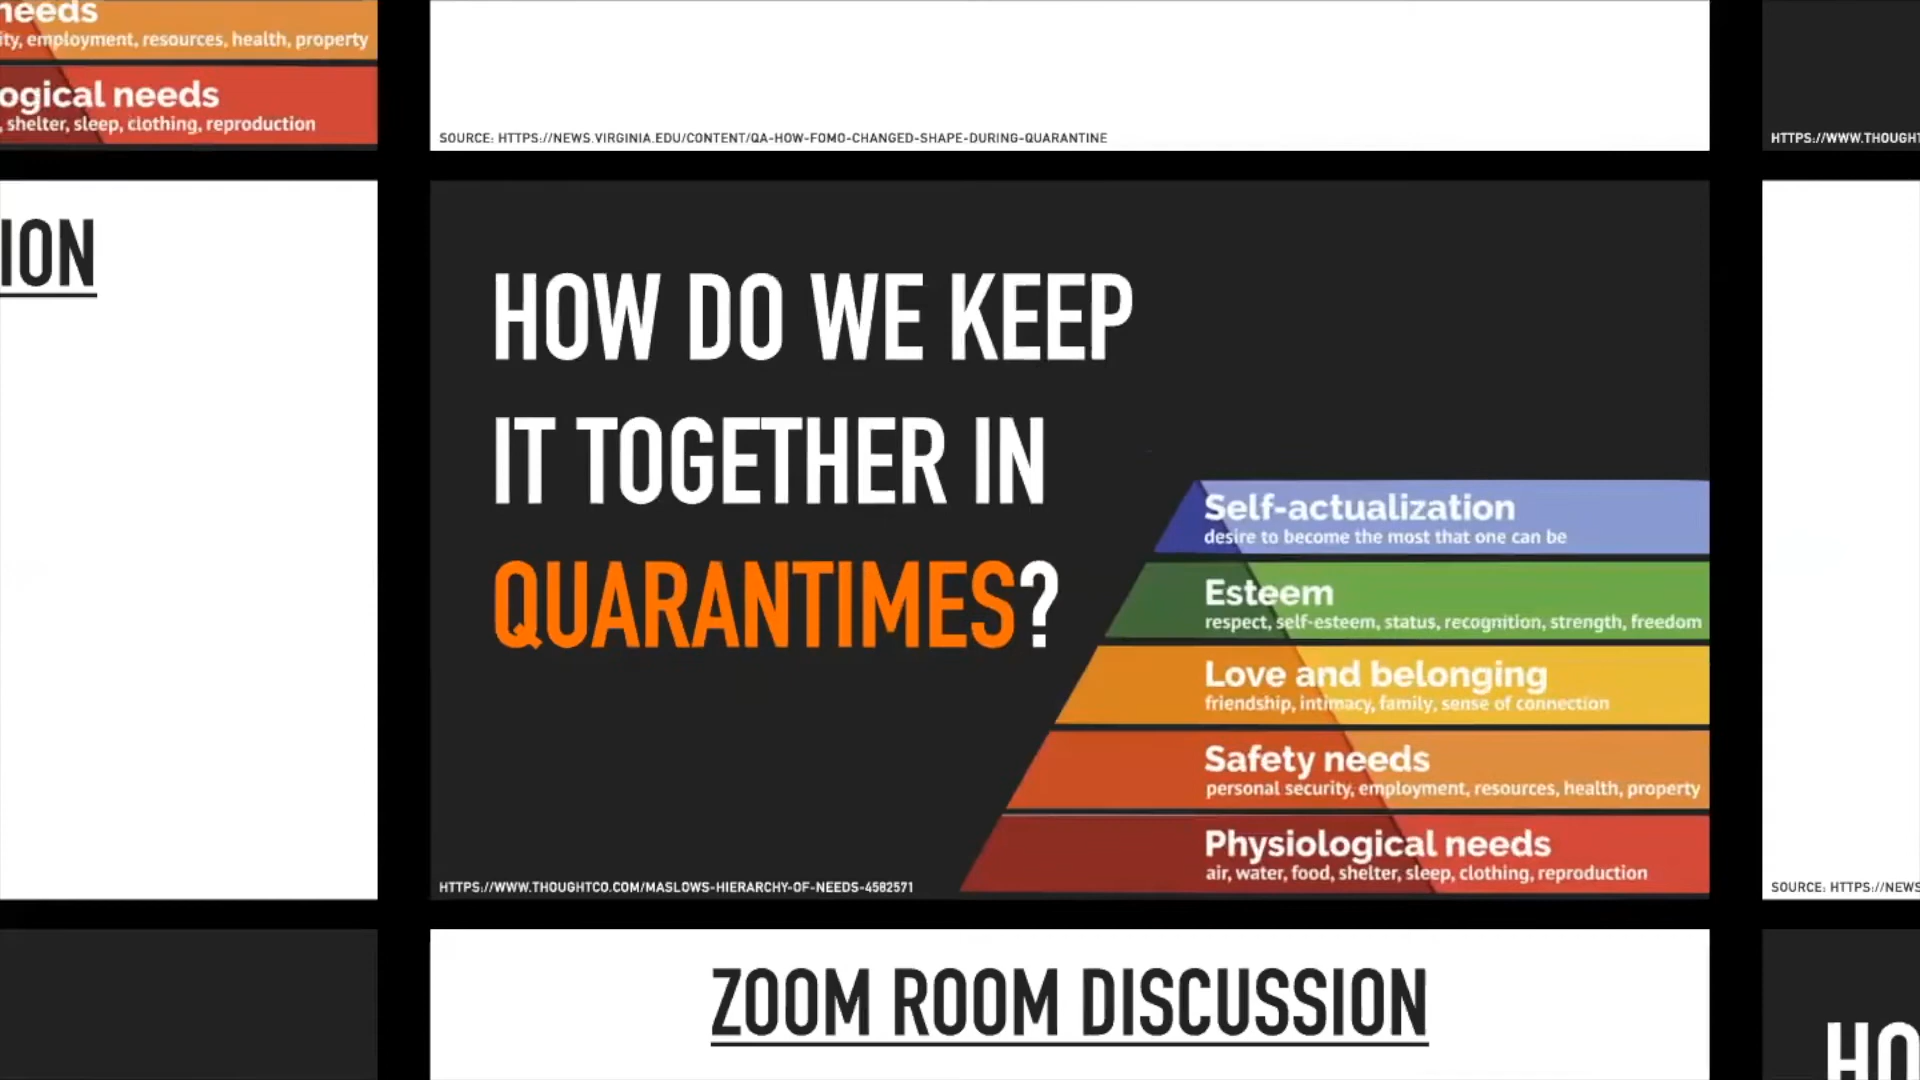 needs
ity, employment, resources, health, property
ogical needs
, shelter, sleep, clothing, reproduction
SOURCE: HTTPS://NEWS.VIRGINIA.EDU/CONTENT/QA-HOW-FOMO-CHANGED-SHAPE-DURING-QUARANTINE
HTTPS://WWW.THOUGHT
ION
HOW DO WE KEEP
IT TOGETHER IN
QUARANTIMES?
Self-actualization
desire to become the most that one can be
Esteem
respect, self-esteem, status, recognition, strength, freedom
Love and belonging
friendship, intimacy, family, sense of connection
Safety needs
personal security, employment, resources, health, property
Physiological needs
air, water, food, shelter, sleep, clothing, reproduction
HTTPS://WWW.THOUGHTCO.COM/MASLOWS-HIERARCHY-OF-NEEDS-4582571
SOURCE: HTTPS://NEWS
ZOOM ROOM DISCUSSION
HO